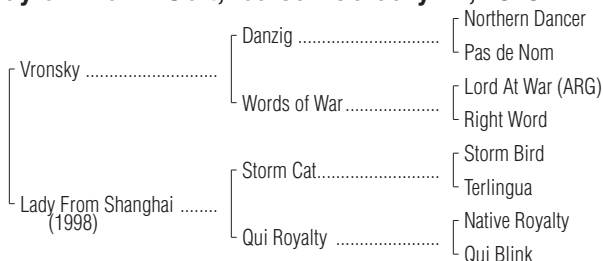 Northern Dancer
Danzig ..............................
Pas de Nom
Vronsky ............................
Lord At War (ARG)
Words of War....................
Right Word
Storm Bird
Storm Cat..........................
Terlingua
Lady From Shanghai ........
(1998)
Native Royalty
Qui Royalty ......................
Qui Blink